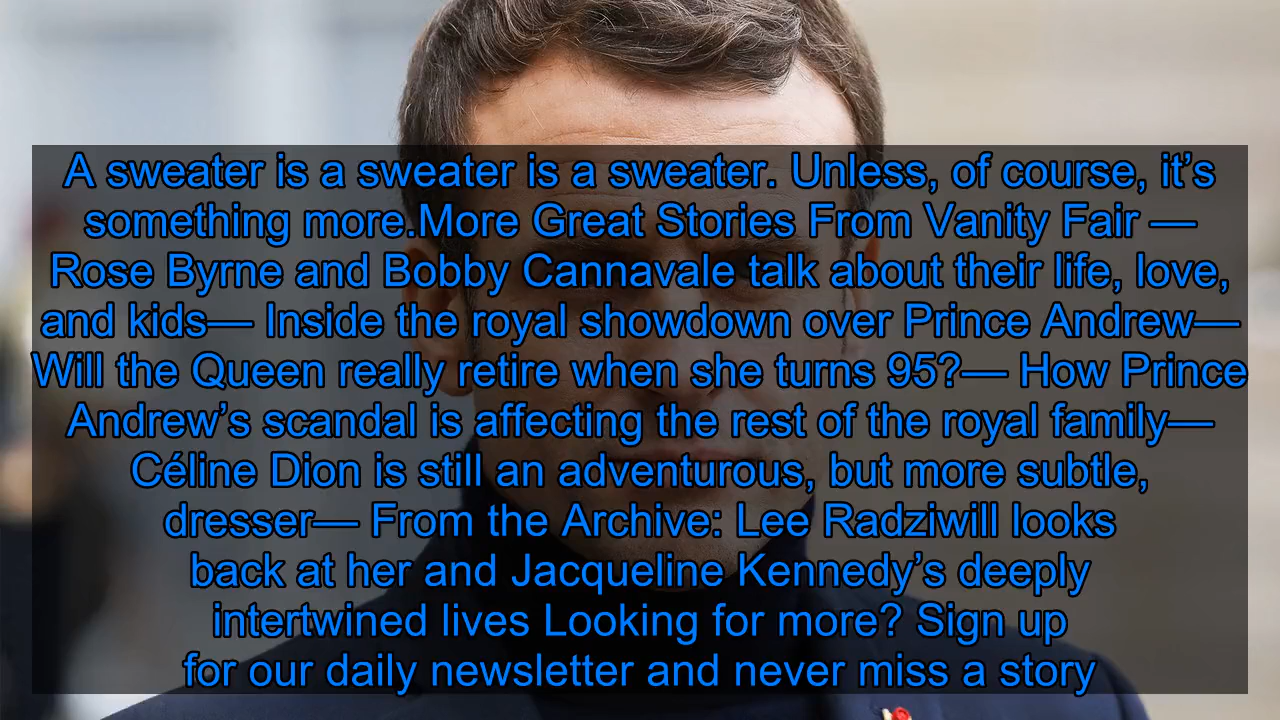 A sweater is a sweater is a sweater. Unless, of course, it’s
something more.More Great Stories From Vanity Fair —
Rose Byrne and Bobby Cannavale talk about their life, love,
and kids— Inside the royal showdown over Prince Andrew—
Will the Queen really retire when she turns 95?— How Prince
Andrew’s scandal is affecting the rest of the royal family—
Céline Dion is still an adventurous, but more subtle,
dresser— From the Archive: Lee Radziwill looks
back at her and Jacqueline Kennedy’s deeply
intertwined lives Looking for more? Sign up
for our daily newsletter and never miss a story